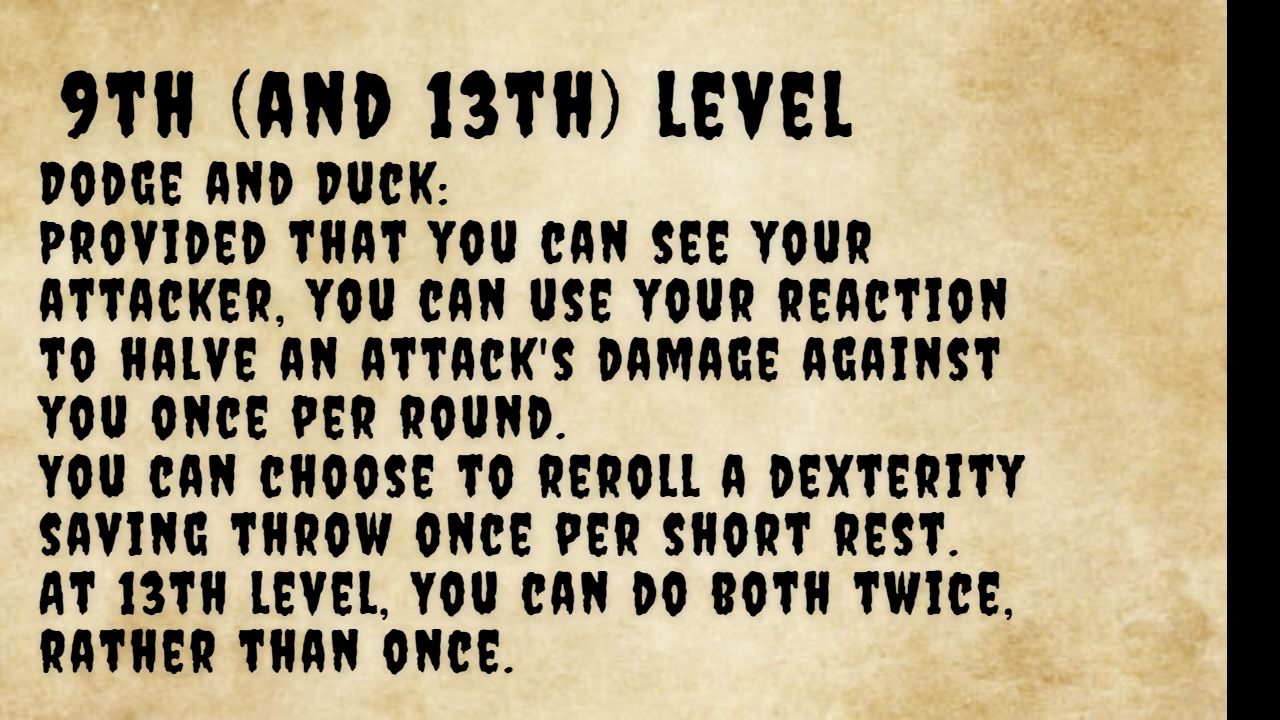 9TH (AND 13TH) LEVEL
DODGE AND DUCK:
PROVIDED THAT YOU CAN SEE YOUR
ATTACKER, YOU CAN USE YOUR REACTION
TO HALVE AN ATTACK'S DAMAGE AGAINST
YOU ONCE PER ROUND.
YOU CAN CHOOSE TO REROLL A DEXTERITY
SAVING THROW ONCE PER SHORT REST.
AT 13TH LEVEL, YOU CAN DO BOTH TWICE,
RATHER THAN ONCE.